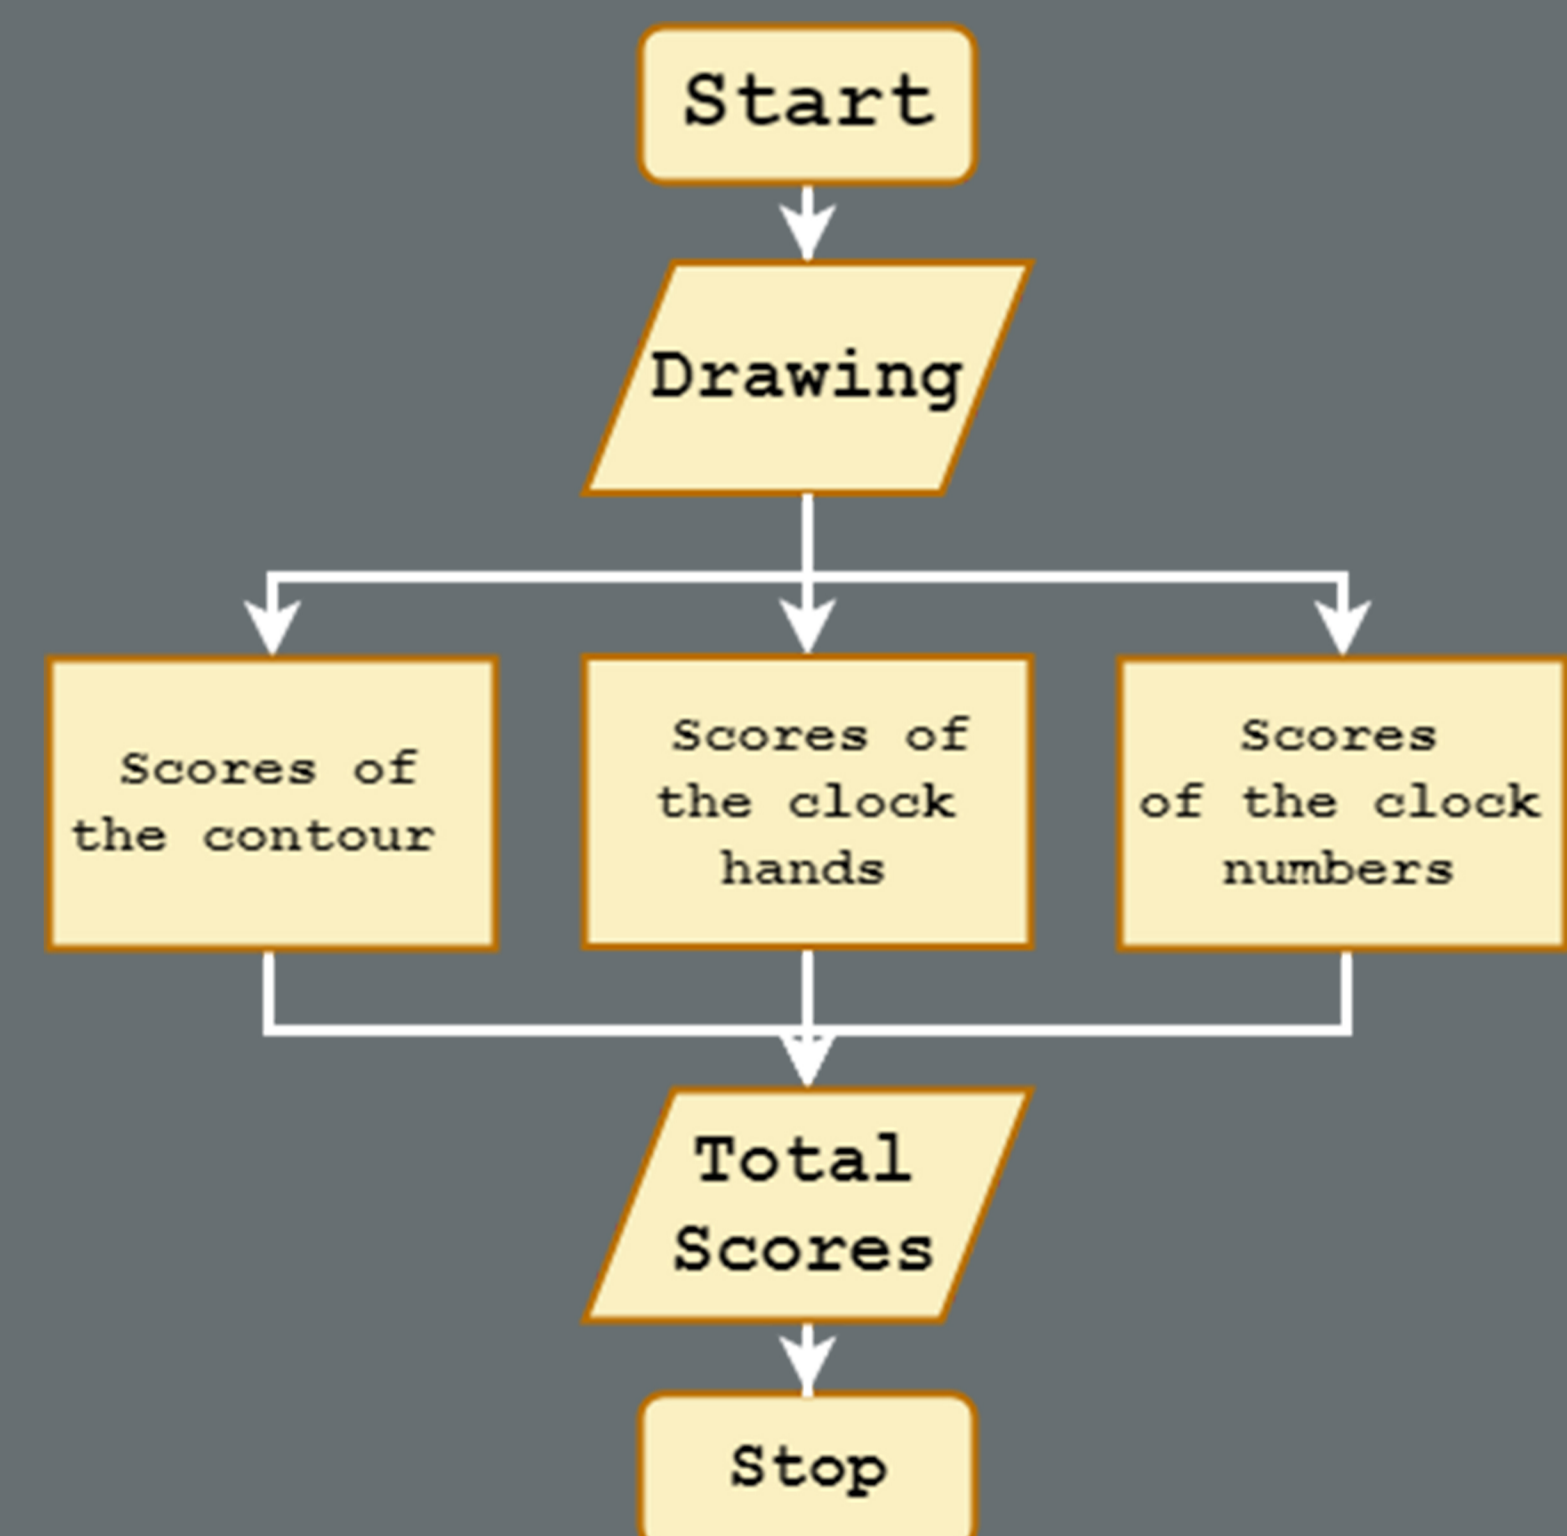 Start
Drawing
Scores of
the contour
Scores of
the clock
hands
Scores
of the clock
numbers
Total
Scores
Stop